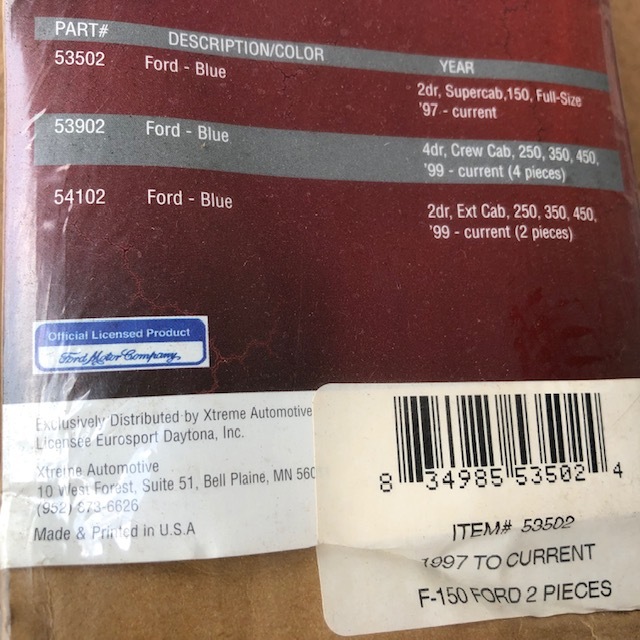 PART# DESCRIPTION/COLOR YEAR
53502 Ford - Blue 2dr, Supercab,150, Full-Size
'97 - current
53902 Ford - Blue 4dr, Crew Cab, 250, 350, 450,
'99 - current (4 pieces)
54102 Ford - Blue 2dr, Ext Cab, 250, 350, 450,
'99 - current (2 pieces)
Official Licensed Product
Ford Motor Company
Exclusively Distributed by Xtreme Automotive
Licensee Eurosport Daytona, Inc.
Xtreme Automotive
10 West Forest, Suite 51, Bell Plaine, MN 560
(952) 873-6626
Made & Printed in U.S.A
8 34985 53502 4
ITEM# 53502
1997 TO CURRENT
F-150 FORD 2 PIECES